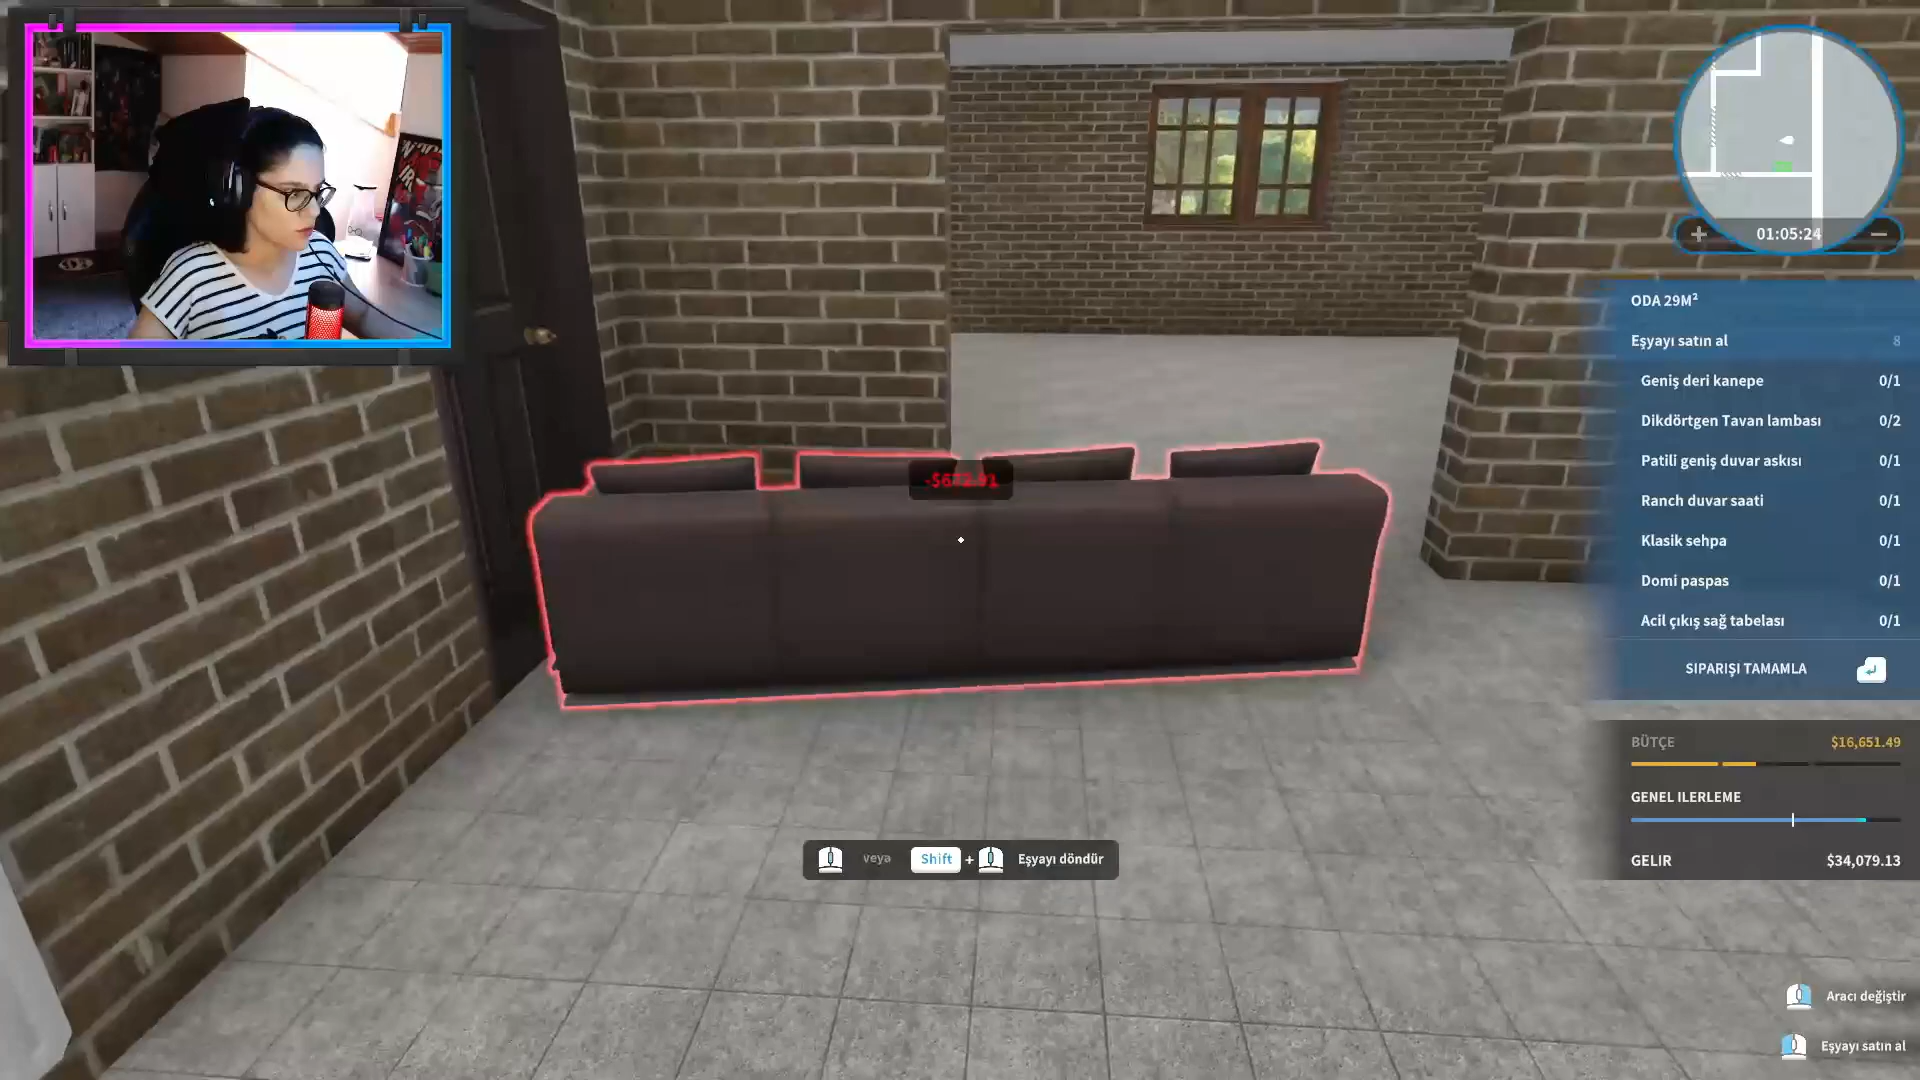 01:05:24
ODA 29M²
Eşyayı satın al 8
Geniş deri kanepe 0/1
Dikdörtgen Tavan lambası 0/2
Patili geniş duvar askısı 0/1
Ranch duvar saati 0/1
Klasik sehpa 0/1
Domi paspas 0/1
Acil çıkış sağ tabelası 0/1
SIPARIŞI TAMAMLA
BÜTÇE $16,651.49
GENEL ILERLEME
GELIR $34,079.13
-$672.91
veya Shift + Eşyayı döndür
Aracı değiştir
Eşyayı satın al